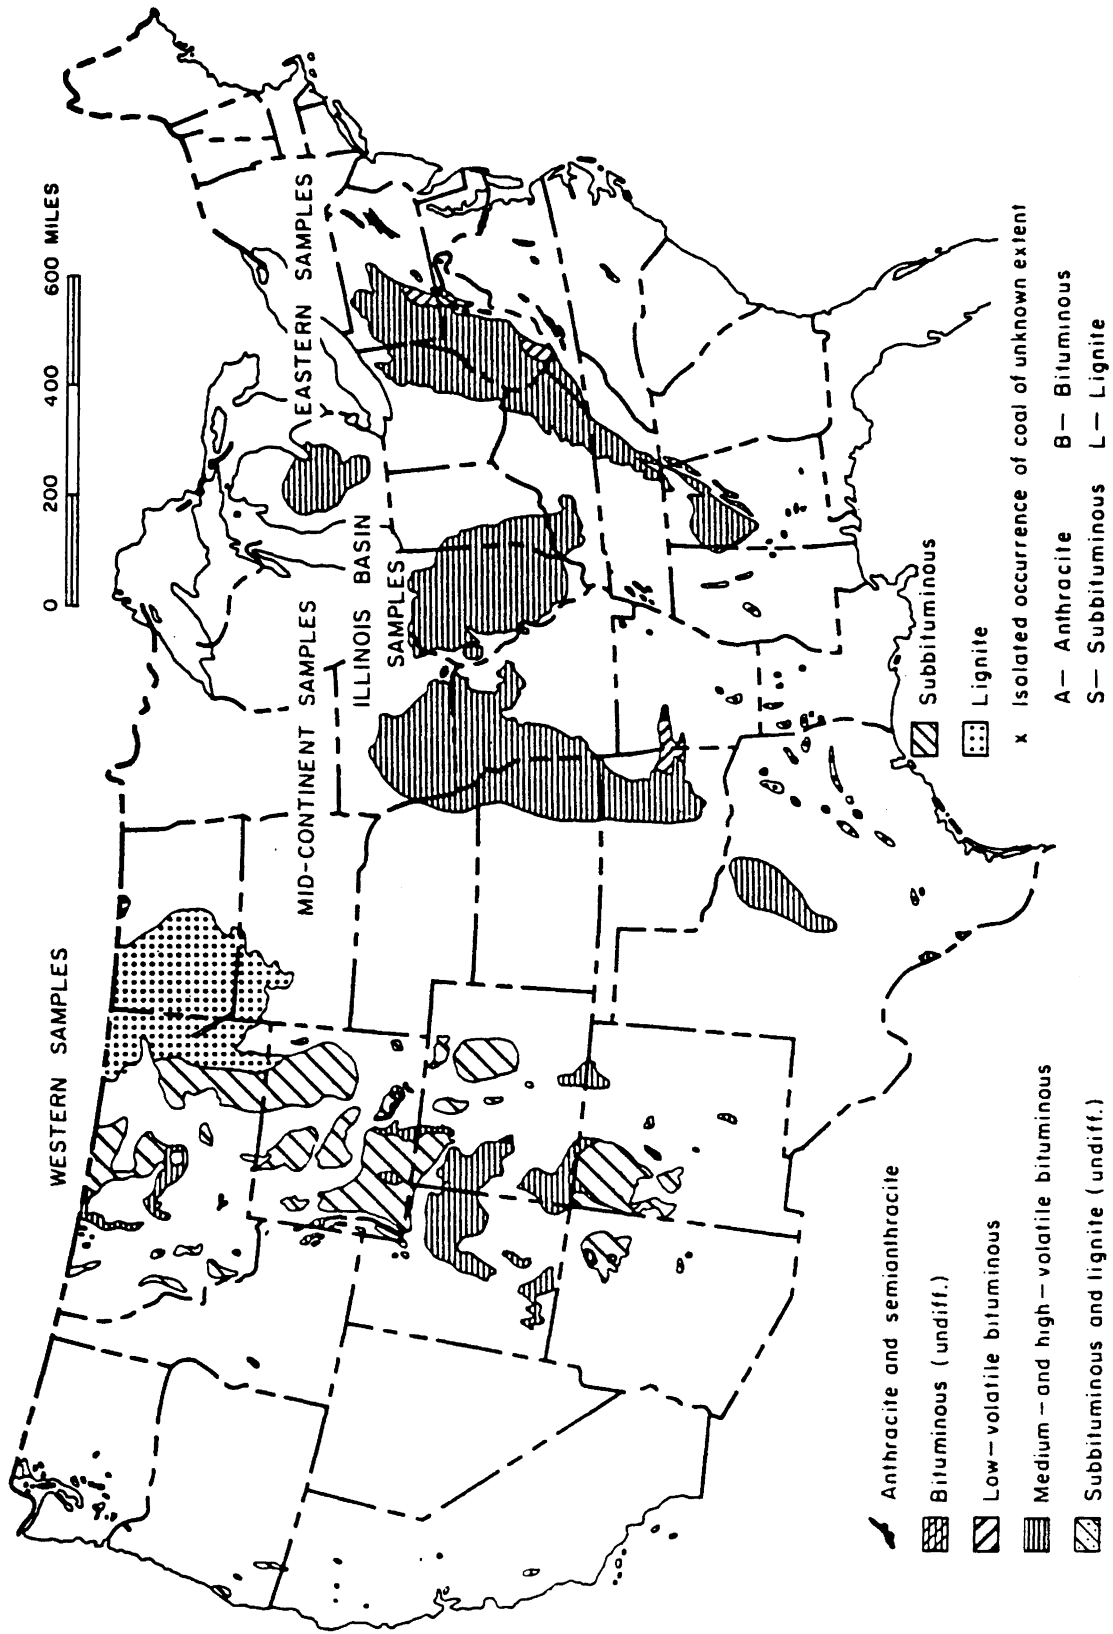 WESTERN SAMPLES
MID-CONTINENT SAMPLES
ILLINOIS BASIN
SAMPLES
EASTERN SAMPLES
0 200 400 600 MILES
Anthracite and semianthracite
Bituminous (undiff.)
Low-volatile bituminous
Medium-and high-volatile bituminous
Subbituminous and lignite (undiff.)
Subbituminous
Lignite
x Isolated occurrence of coal of unknown extent
A- Anthracite B- Bituminous
S- Subbituminous L- Lignite